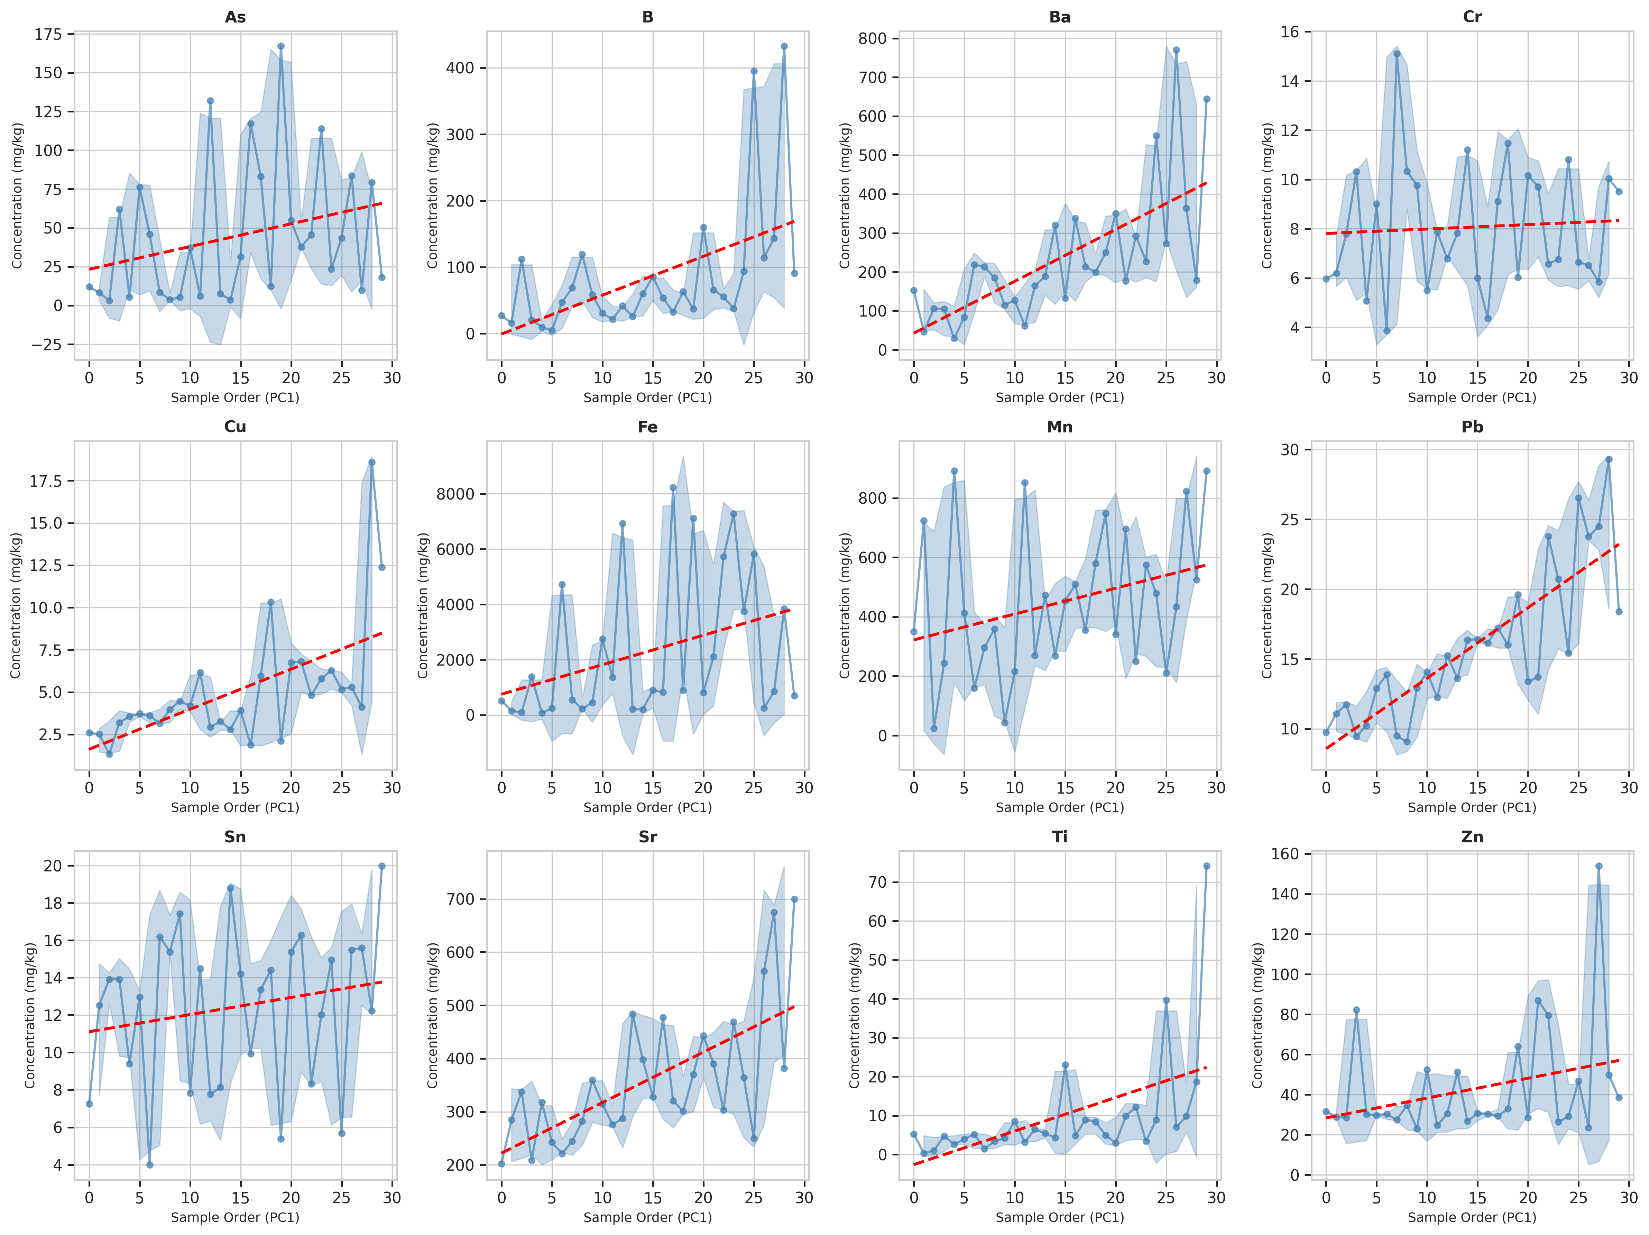 As
Concentration (mg/kg)
175
150
125
100
75
50
25
0
−25
0 5 10 15 20 25 30
Sample Order (PC1)
B
Concentration (mg/kg)
400
300
200
100
0
0 5 10 15 20 25 30
Sample Order (PC1)
Ba
Concentration (mg/kg)
800
700
600
500
400
300
200
100
0
0 5 10 15 20 25 30
Sample Order (PC1)
Cr
Concentration (mg/kg)
16
14
12
10
8
6
4
0 5 10 15 20 25 30
Sample Order (PC1)
Cu
Concentration (mg/kg)
17.5
15.0
12.5
10.0
7.5
5.0
2.5
0 5 10 15 20 25 30
Sample Order (PC1)
Fe
Concentration (mg/kg)
8000
6000
4000
2000
0
0 5 10 15 20 25 30
Sample Order (PC1)
Mn
Concentration (mg/kg)
800
600
400
200
0
0 5 10 15 20 25 30
Sample Order (PC1)
Pb
Concentration (mg/kg)
30
25
20
15
10
0 5 10 15 20 25 30
Sample Order (PC1)
Sn
Concentration (mg/kg)
20
18
16
14
12
10
8
6
4
0 5 10 15 20 25 30
Sample Order (PC1)
Sr
Concentration (mg/kg)
700
600
500
400
300
200
0 5 10 15 20 25 30
Sample Order (PC1)
Ti
Concentration (mg/kg)
70
60
50
40
30
20
10
0
0 5 10 15 20 25 30
Sample Order (PC1)
Zn
Concentration (mg/kg)
160
140
120
100
80
60
40
20
0
0 5 10 15 20 25 30
Sample Order (PC1)